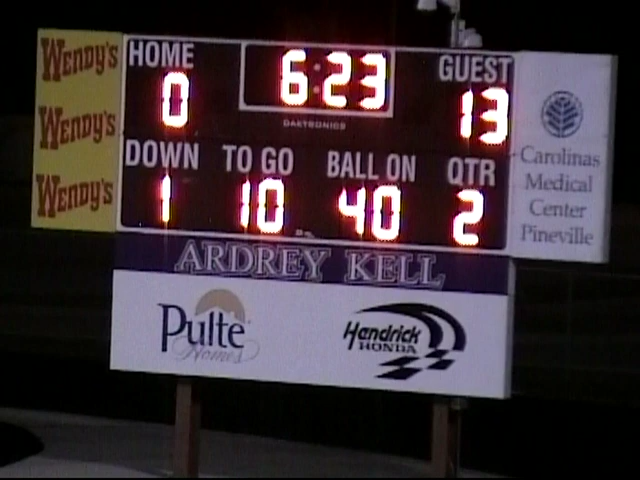 Wendy's
Wendy's
Wendy's
HOME 6:23 GUEST
0 13
DAKTRONICS
DOWN TO GO BALL ON QTR
1 10 40 2
Carolinas
Medical
Center
Pineville
ARDREY KELL
Pulte
Homes
Hendrick
HONDA